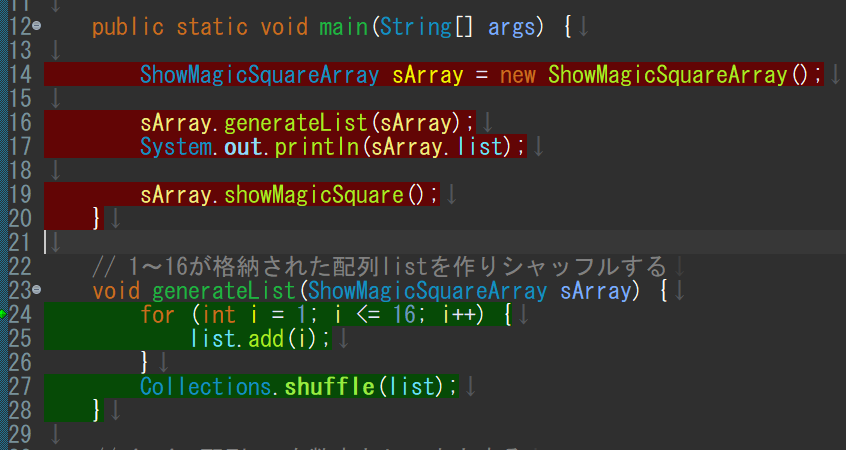 12 public static void main(String[] args) {↓
13 ↓
14 ShowMagicSquareArray sArray = new ShowMagicSquareArray();↓
15 ↓
16 sArray.generateList(sArray);↓
17 System.out.println(sArray.list);↓
18 ↓
19 sArray.showMagicSquare();↓
20 }↓
21 ↓
22 // 1～16が格納された配列listを作りシャッフルする↓
23 void generateList(ShowMagicSquareArray sArray) {↓
24 for (int i = 1; i <= 16; i++) {↓
25 list.add(i);↓
26 }↓
27 Collections.shuffle(list);↓
28 }↓
29 ↓